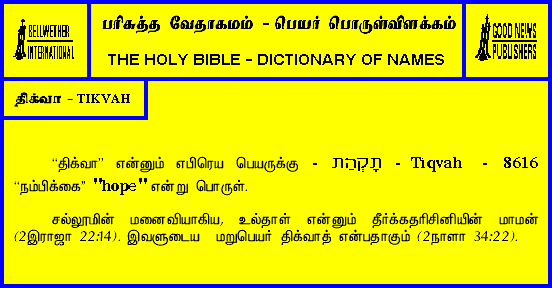 BELLWETHER
INTERNATIONAL
பரிசுத்த வேதாகமம் - பெயர் பொருள்விளக்கம்
THE HOLY BIBLE - DICTIONARY OF NAMES
GOOD NEWS
PUBLISHERS
திக்வா - TIKVAH
“திக்வா” என்னும் எபிரெய பெயருக்கு - תָּקְהַת - Tiqvah - 8616
“நம்பிக்கை" "hope" என்று பொருள்.
சல்லூமின் மனைவியாகிய, உல்தாள் என்னும் தீர்க்கதரிசினியின் மாமன்
(2இராஜா 22:14). இவளுடைய மறுபெயர் திக்வாத் என்பதாகும் (2நாளா 34:22).